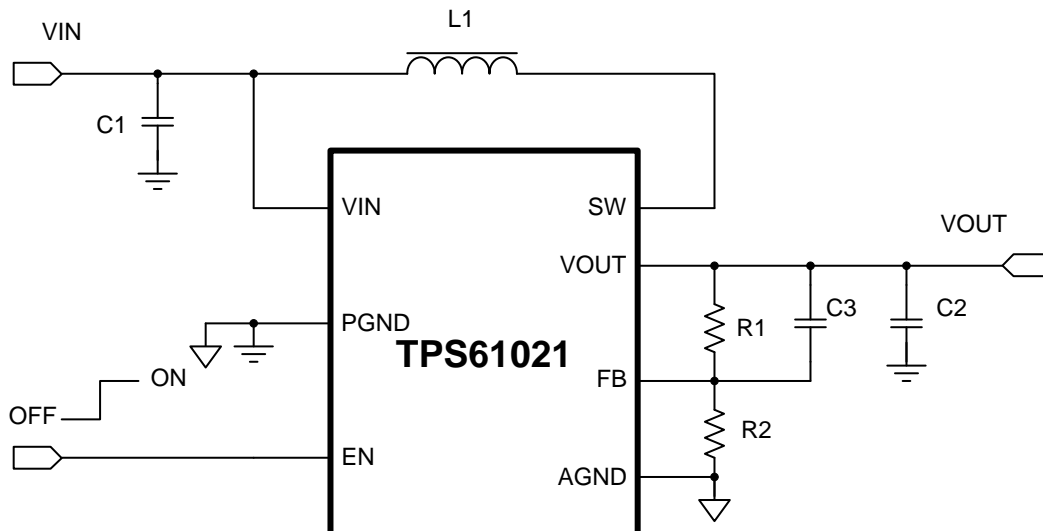 L1
VIN
C1
VIN
SW
VOUT
VOUT
C3
C2
PGND
R1
TPS61021
ON
FB
OFF
R2
EN
AGND